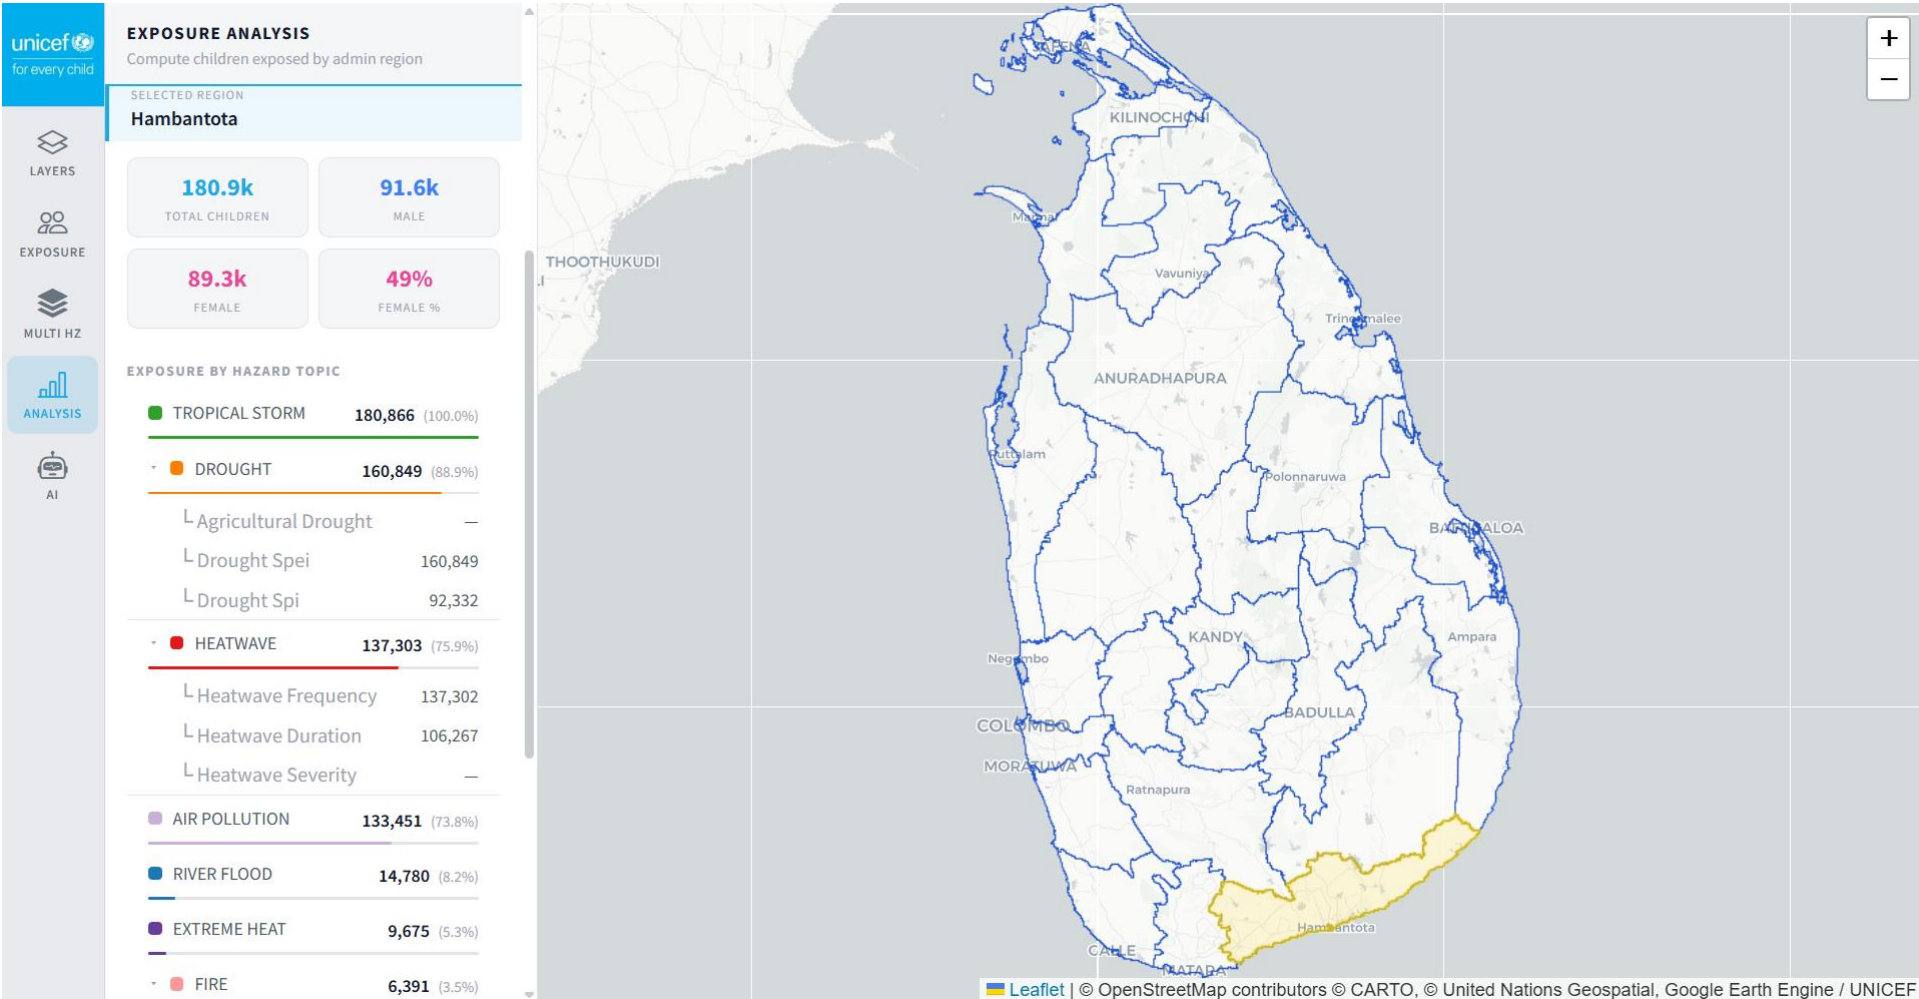 unicef
for every child
LAYERS
EXPOSURE
MULTI HZ
ANALYSIS
AI
EXPOSURE ANALYSIS
Compute children exposed by admin region
SELECTED REGION
Hambantota
180.9k
TOTAL CHILDREN
91.6k
MALE
89.3k
FEMALE
49%
FEMALE %
EXPOSURE BY HAZARD TOPIC
TROPICAL STORM 180,866 (100.0%)
DROUGHT 160,849 (88.9%)
Agricultural Drought —
Drought Spei 160,849
Drought Spi 92,332
HEATWAVE 137,303 (75.9%)
Heatwave Frequency 137,302
Heatwave Duration 106,267
Heatwave Severity —
AIR POLLUTION 133,451 (73.8%)
RIVER FLOOD 14,780 (8.2%)
EXTREME HEAT 9,675 (5.3%)
FIRE 6,391 (3.5%)
+
−
JAFFNA
KILINOCHCHI
Mannar
THOOTHUKUDI
Vavuniya
Trincomalee
ANURADHAPURA
Puttalam
Polonnaruwa
BATTICALOA
KANDY
Ampara
Negombo
BADULLA
COLOMBO
MORATUWA
Ratnapura
Hambantota
GALLE
MATARA
Leaflet | © OpenStreetMap contributors © CARTO, © United Nations Geospatial, Google Earth Engine / UNICEF